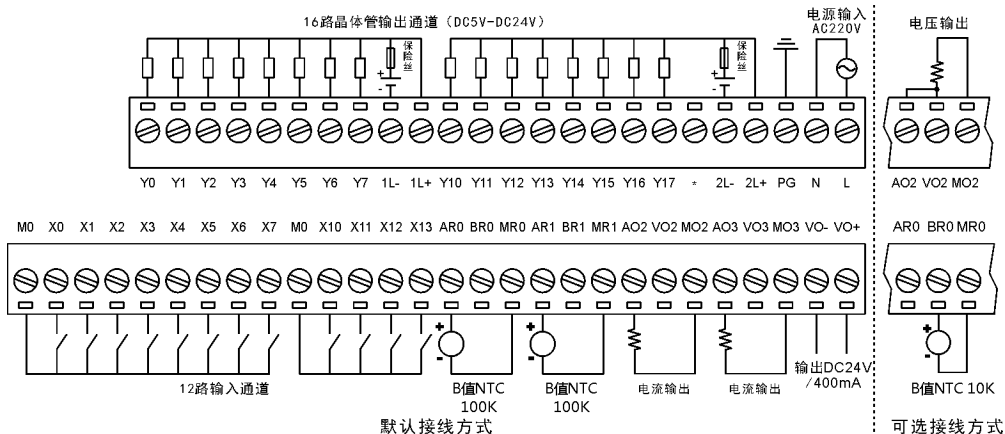 16路晶体管输出通道（DC5V-DC24V）
电源输入
AC220V
电压输出
保险丝
保险丝
+
-
+
-
Y0 Y1 Y2 Y3 Y4 Y5 Y6 Y7 1L- 1L+ Y10 Y11 Y12 Y13 Y14 Y15 Y16 Y17 * 2L- 2L+ PG N L AO2 VO2 MO2
M0 X0 X1 X2 X3 X4 X5 X6 X7 M0 X10 X11 X12 X13 AR0 BR0 MR0 AR1 BR1 MR1 AO2 VO2 MO2 AO3 VO3 MO3 VO- VO+ AR0 BR0 MR0
+
-
+
-
+
-
12路输入通道
B值NTC
100K
B值NTC
100K
电流输出
电流输出
输出DC24V
/400mA
B值NTC 10K
默认接线方式
可选接线方式